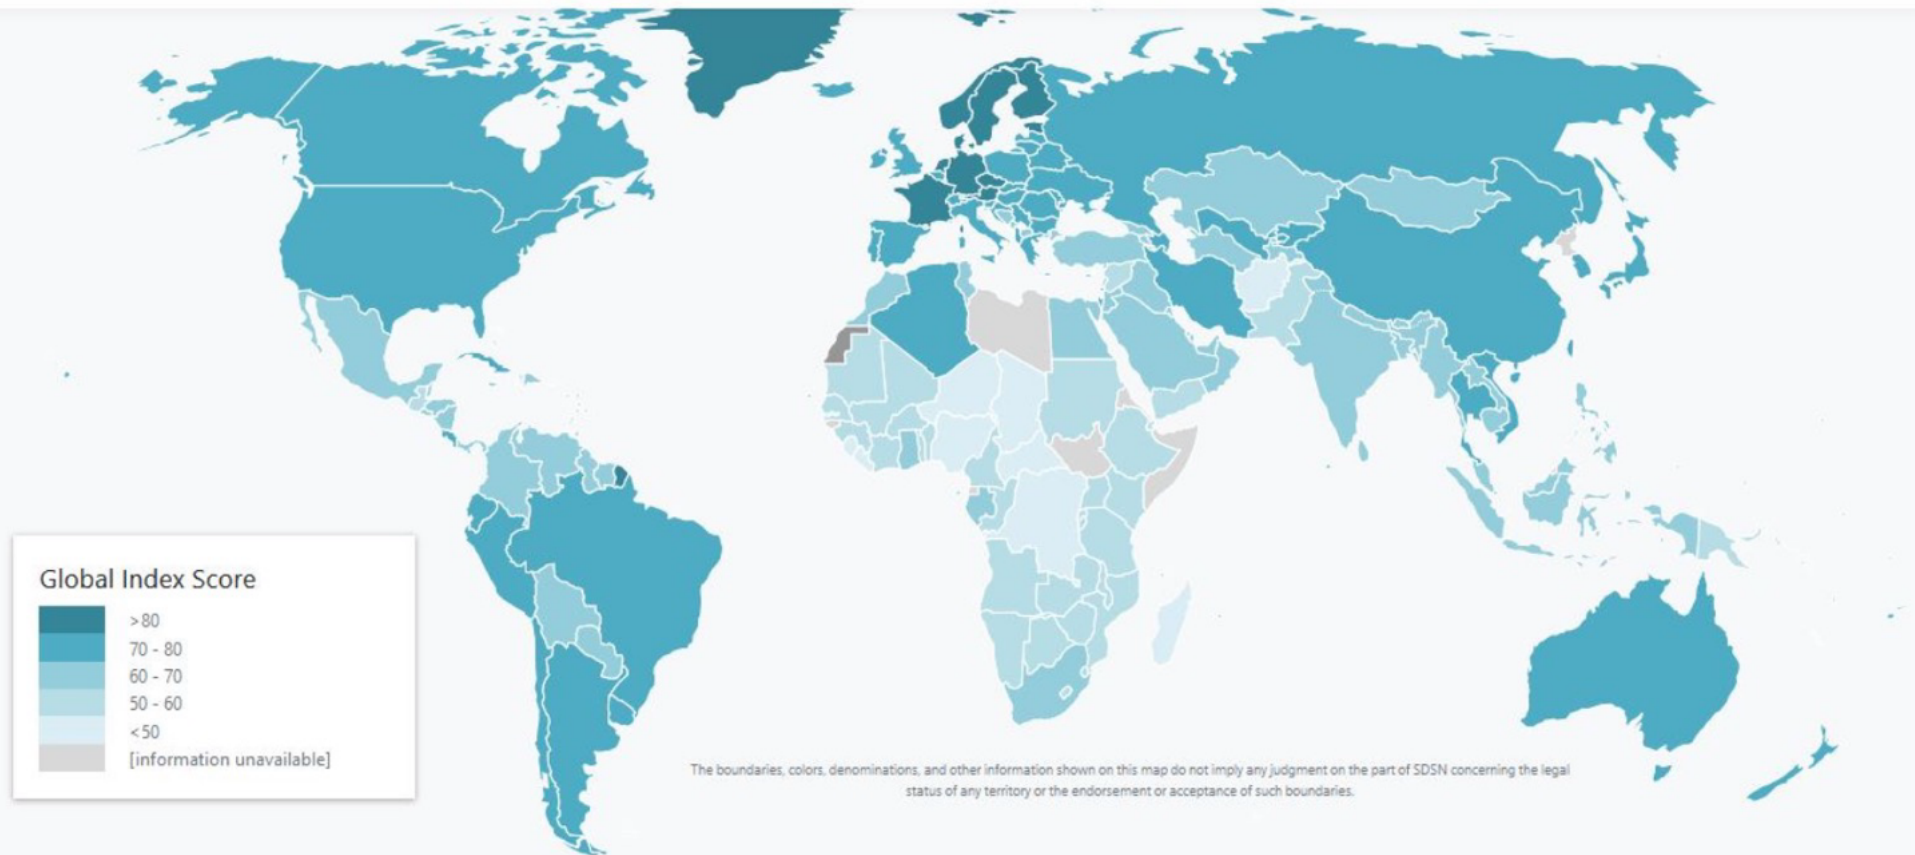 Global Index Score
>80
70 - 80
60 - 70
50 - 60
<50
[information unavailable]
The boundaries, colors, denominations, and other information shown on this map do not imply any judgment on the part of SDSN concerning the legal
status of any territory or the endorsement or acceptance of such boundaries.